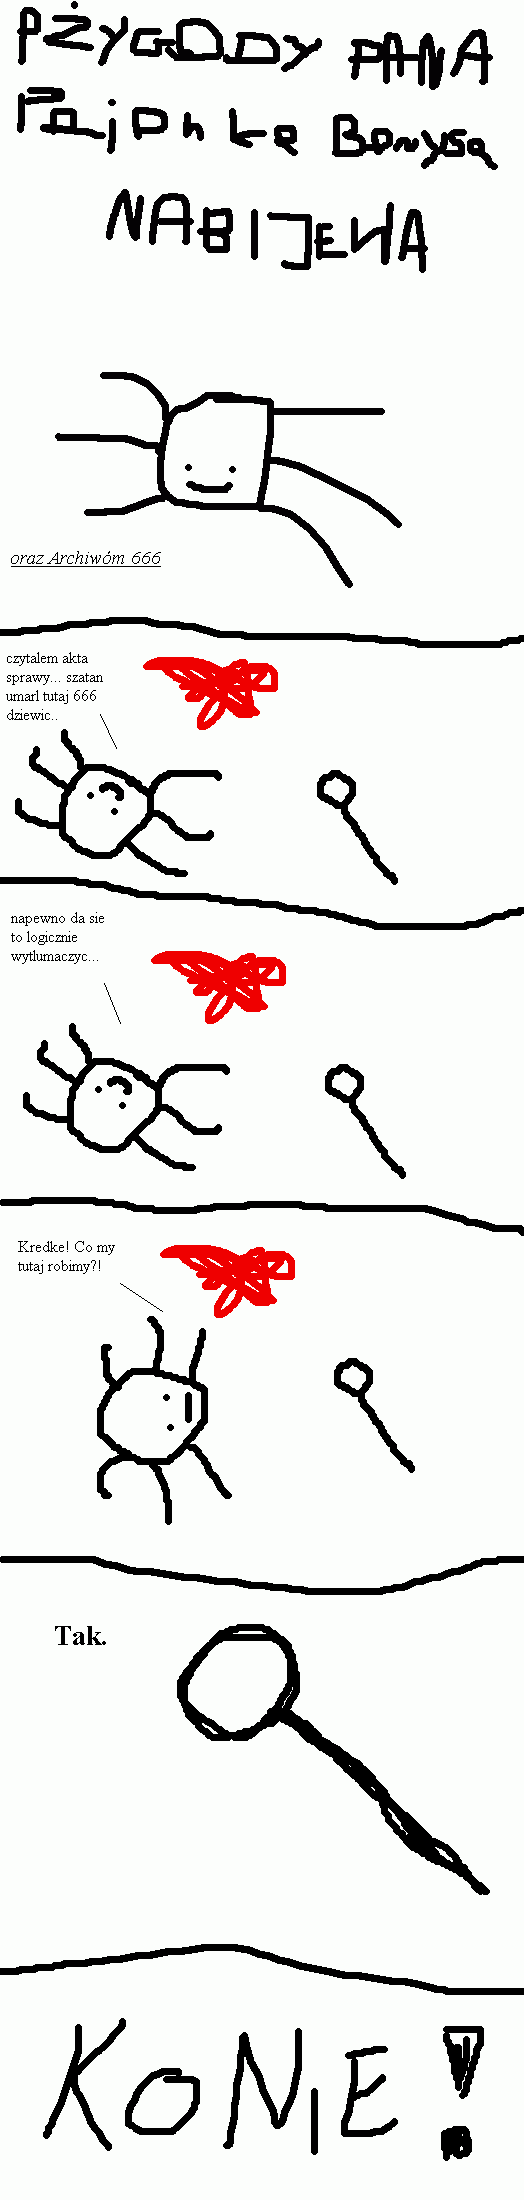 PŻYGODY PANA
Pajonka Bonysa
NABIJEHA
oraz Archiwóm 666
czytalem akta
sprawy... szatan
umarl tutaj 666
dziewic..
napewno da sie
to logicznie
wytlumaczyc...
Kredke! Co my
tutaj robimy?!
Tak.
KONIE!